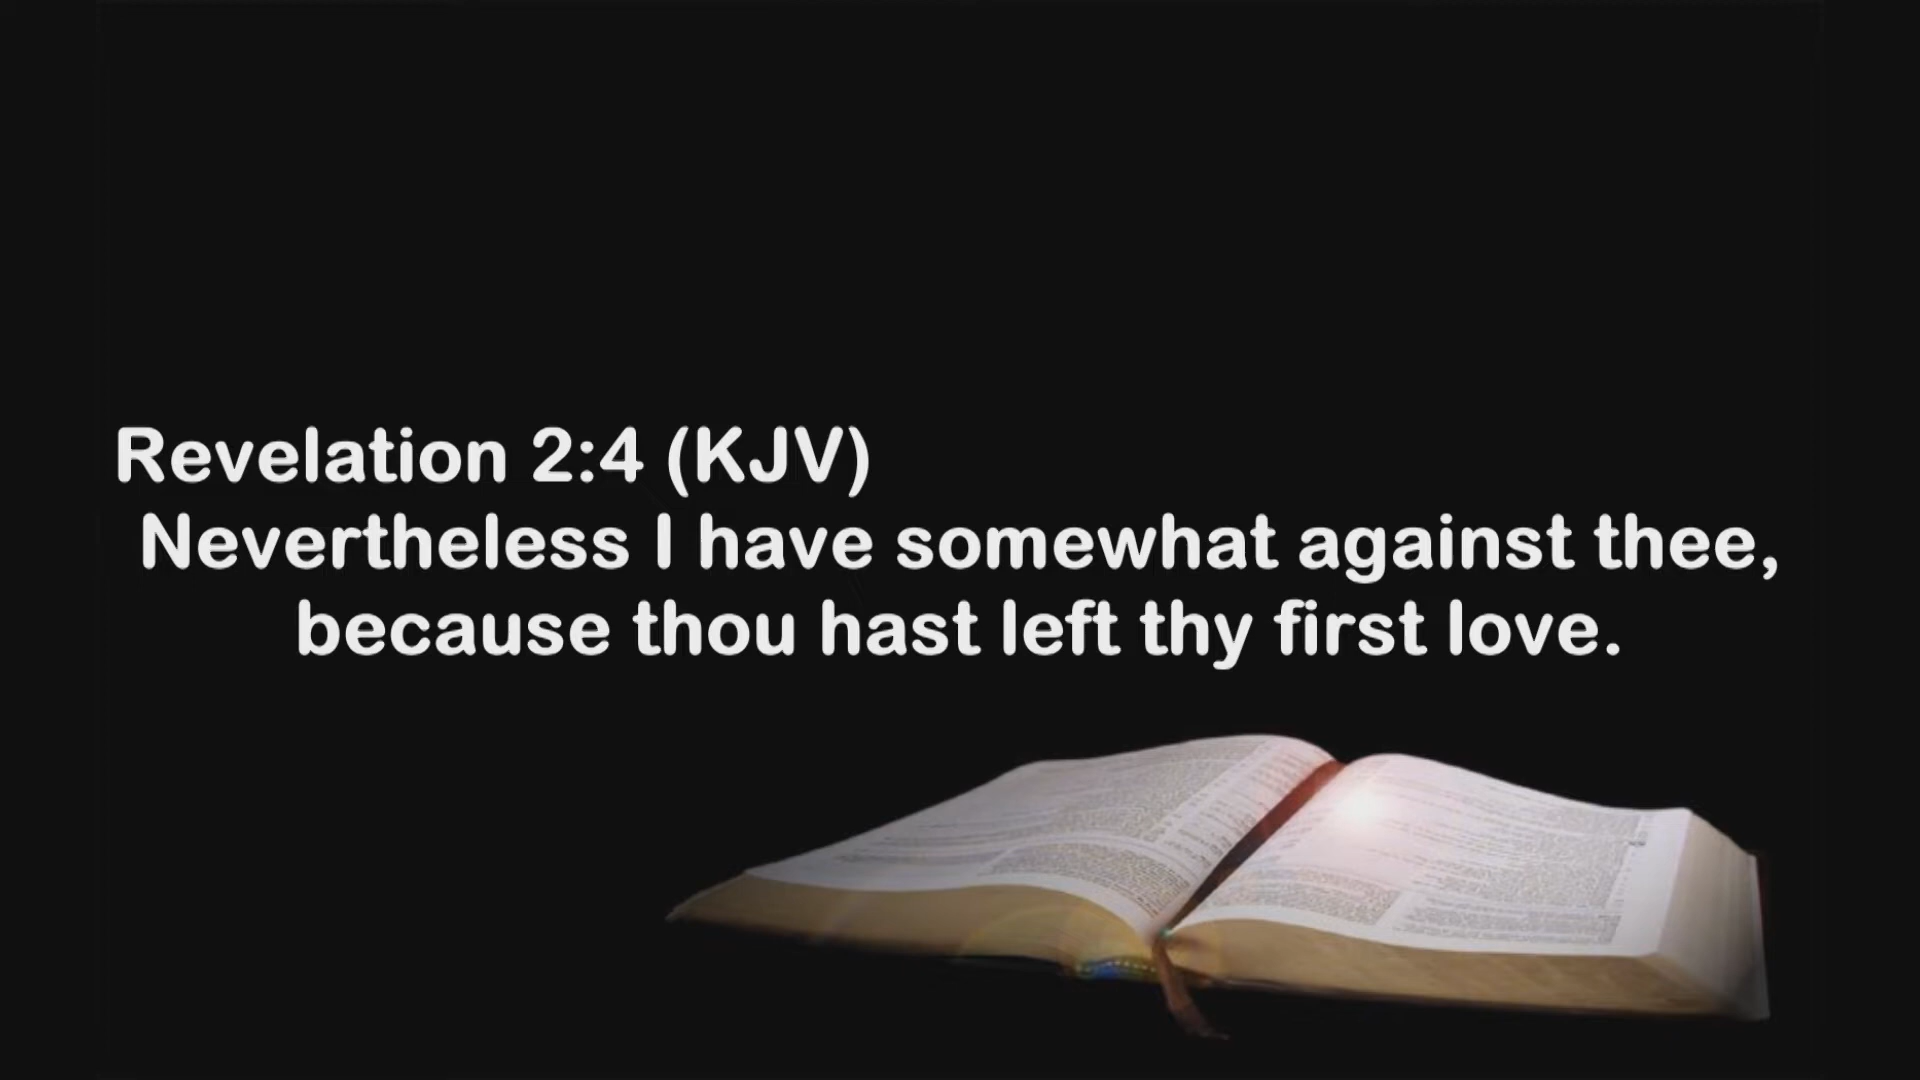 Revelation 2:4 (KJV)
Nevertheless I have somewhat against thee,
because thou hast left thy first love.